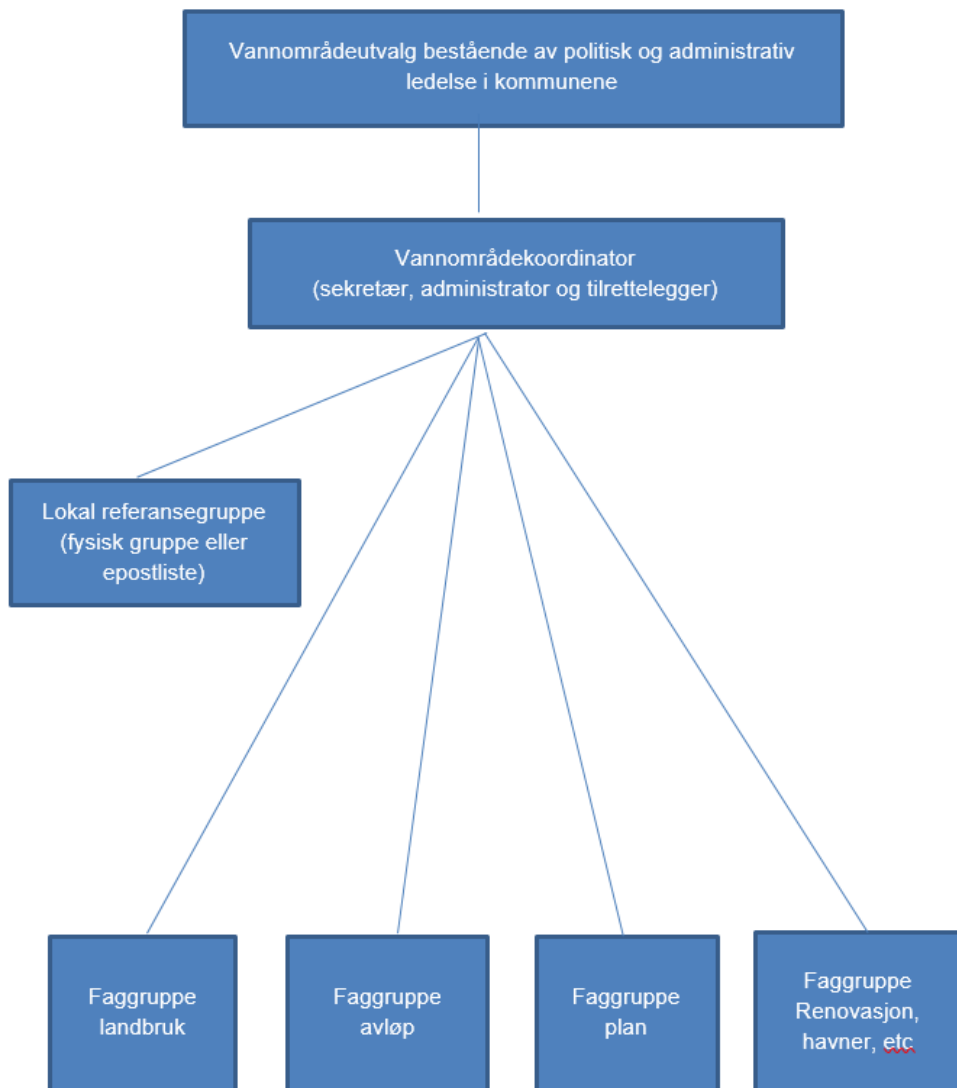 Vannområdeutvalg bestående av politisk og administrativ
ledelse i kommunene
Vannområdekoordinator
(sekretær, administrator og tilrettelegger)
Lokal referansegruppe
(fysisk gruppe eller
epostliste)
Faggruppe
landbruk
Faggruppe
avløp
Faggruppe
plan
Faggruppe
Renovasjon,
havner, etc